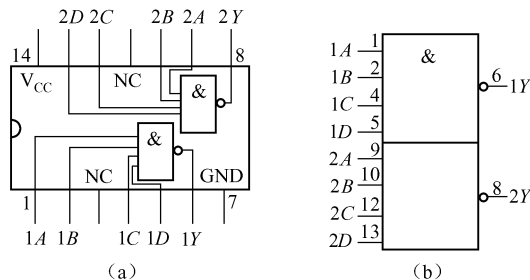 2D 2C 2B 2A 2Y
14 8
V_CC NC
&
&
NC GND
1 7
1A 1B 1C 1D 1Y
(a)
1A 1
&
1B 2
6 1Y
1C 4
1D 5
2A 9
2B 10
8 2Y
2C 12
2D 13
(b)